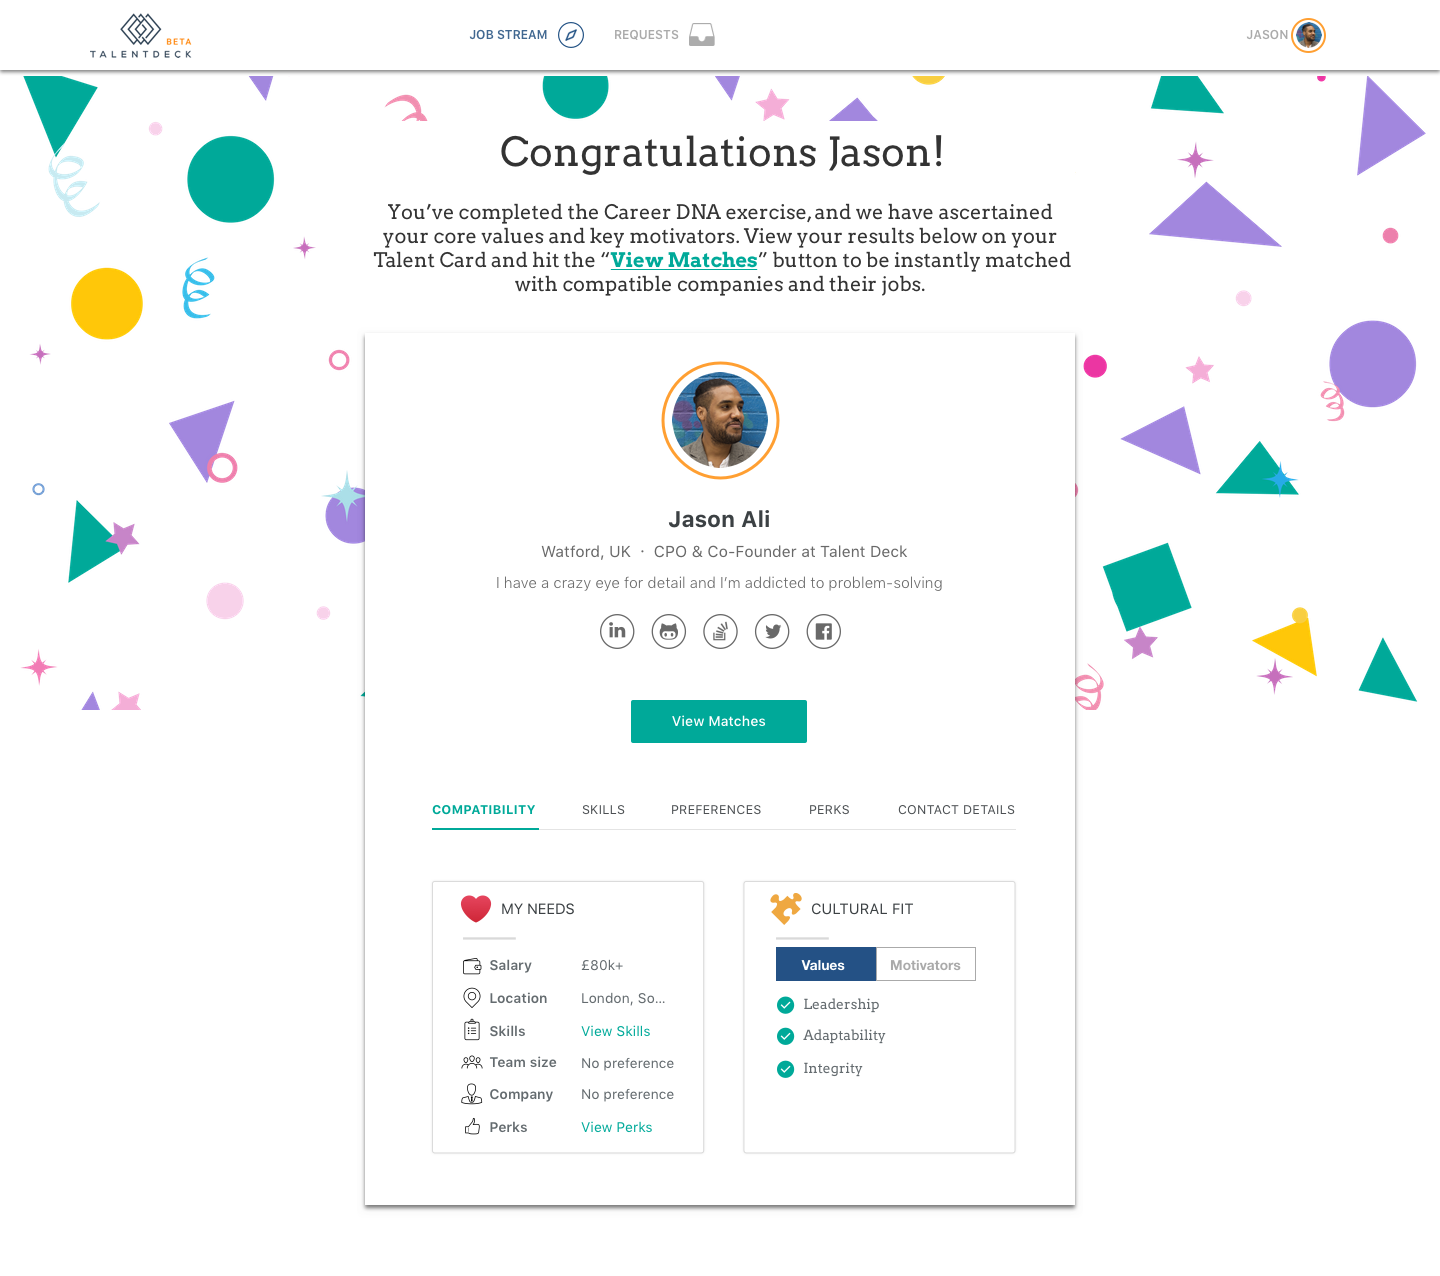 BETA
TALENTDECK
JOB STREAM
REQUESTS
JASON
Congratulations Jason!
You’ve completed the Career DNA exercise, and we have ascertained
your core values and key motivators. View your results below on your
Talent Card and hit the “View Matches” button to be instantly matched
with compatible companies and their jobs.
Jason Ali
Watford, UK · CPO & Co-Founder at Talent Deck
I have a crazy eye for detail and I’m addicted to problem-solving
in
View Matches
COMPATIBILITY SKILLS PREFERENCES PERKS CONTACT DETAILS
MY NEEDS
Salary £80k+
Location London, So...
Skills View Skills
Team size No preference
Company No preference
Perks View Perks
CULTURAL FIT
Values Motivators
Leadership
Adaptability
Integrity